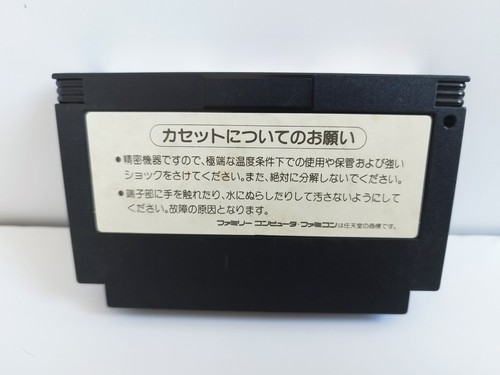 カセットについてのお願い
●精密機器ですので、極端な温度条件下での使用や保管および強い
ショックをさけてください。また、絶対に分解しないでください。
●端子部に手を触れたり、水にぬらしたりして汚さないようにして
ください。故障の原因となります。
ファミリーコンピュータ・ファミコンは任天堂の商標です。